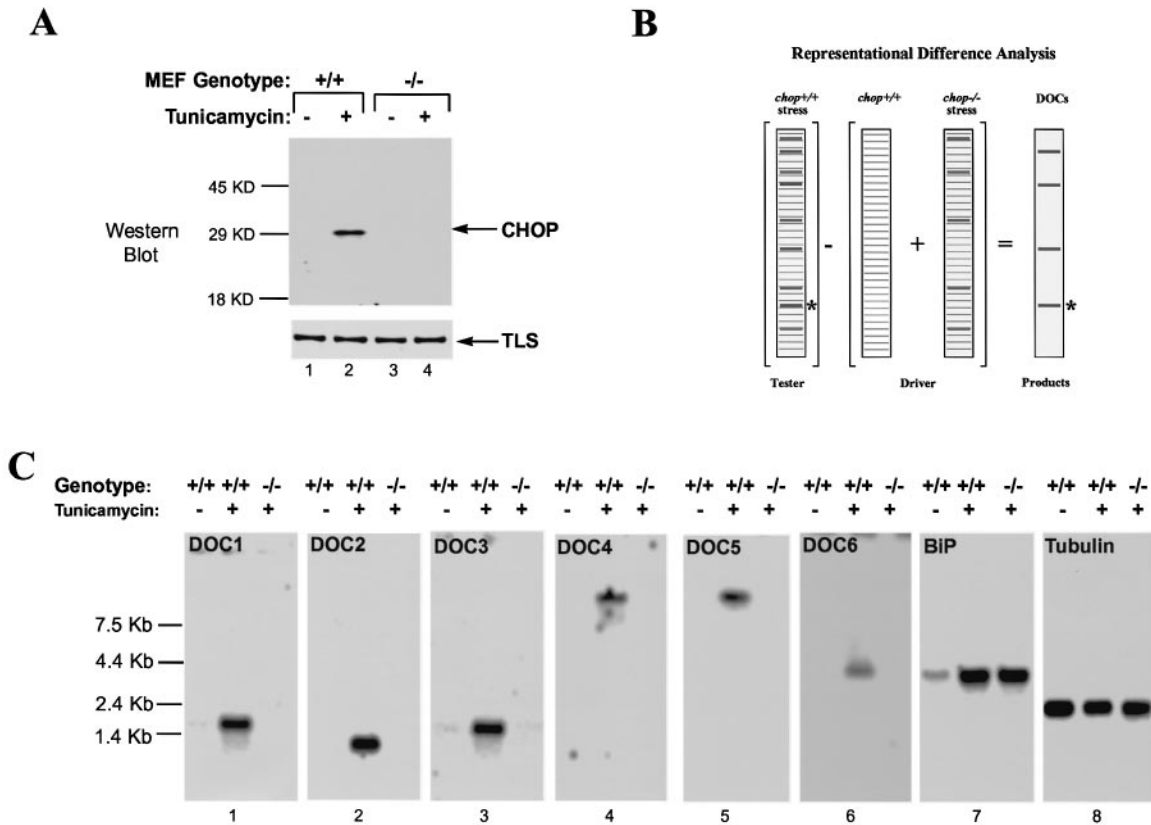 A
MEF Genotype: +/+ -/-
Tunicamycin: - + - +
45 KD
Western Blot
29 KD
CHOP
18 KD
TLS
1 2 3 4
B
Representational Difference Analysis
chop+/+ stress
chop+/+
chop-/- stress
DOCs
- + =
* *
Tester
Driver
Products
C
Genotype: +/+ +/+ -/- +/+ +/+ -/- +/+ +/+ -/- +/+ +/+ -/- +/+ +/+ -/- +/+ +/+ -/- +/+ +/+ -/- +/+ +/+ -/-
Tunicamycin: - + + - + + - + + - + + - + + - + + - + + - + +
DOC1 DOC2 DOC3 DOC4 DOC5 DOC6 BiP Tubulin
7.5 Kb
4.4 Kb
2.4 Kb
1.4 Kb
1 2 3 4 5 6 7 8